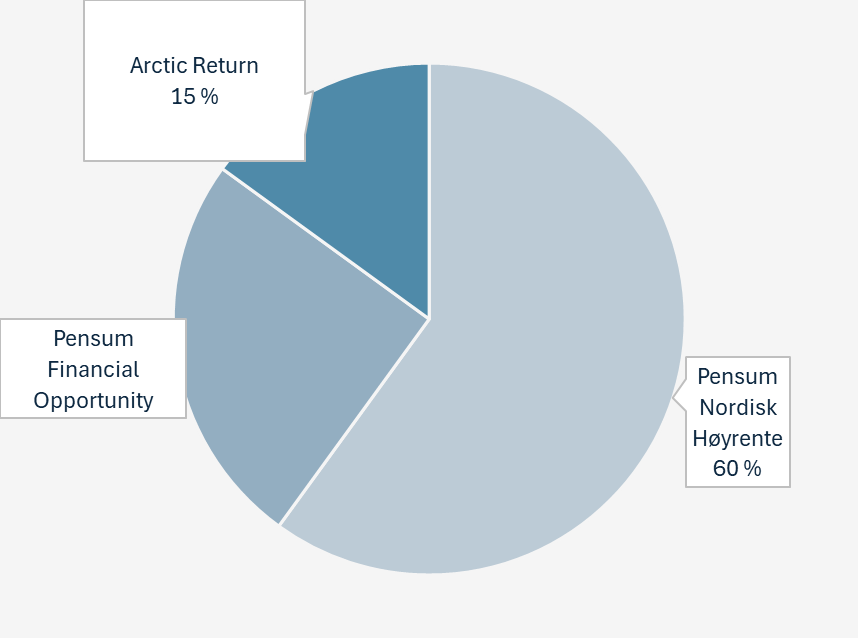 Arctic Return
15 %
Pensum
Financial
Opportunity
Pensum
Nordisk
Høyrente
60 %